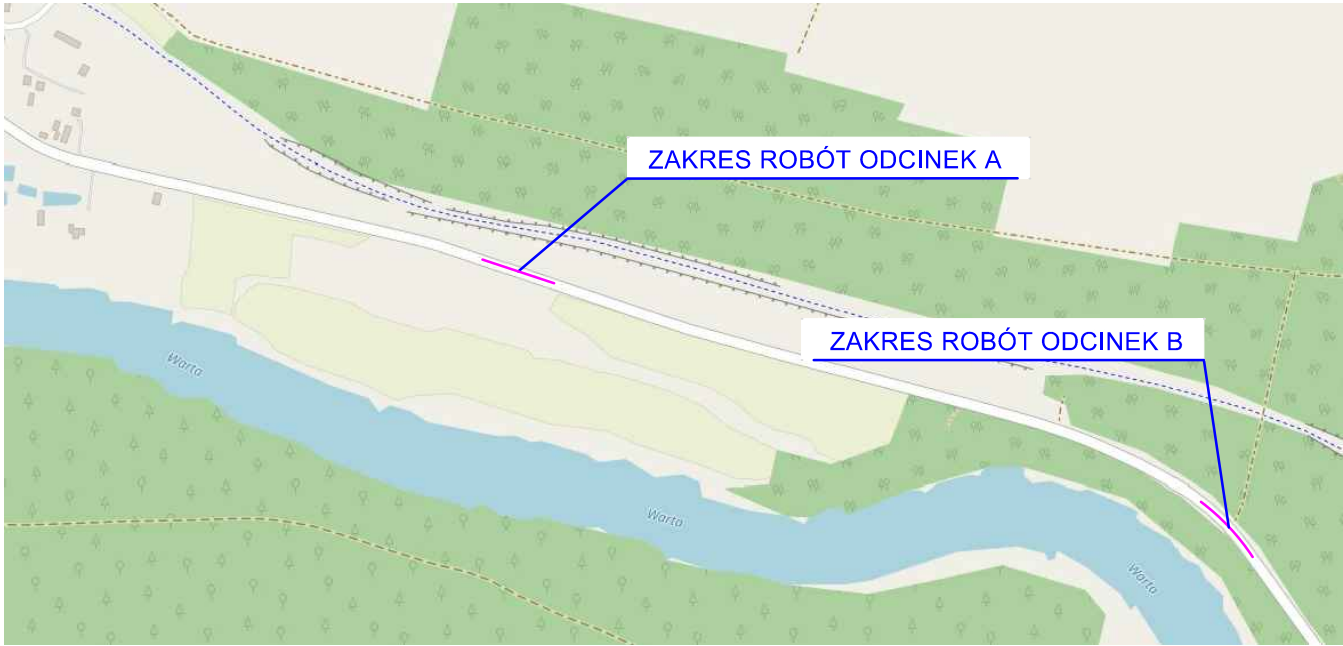 ZAKRES ROBÓT ODCINEK A
ZAKRES ROBÓT ODCINEK B
Warta
Warta
Warta